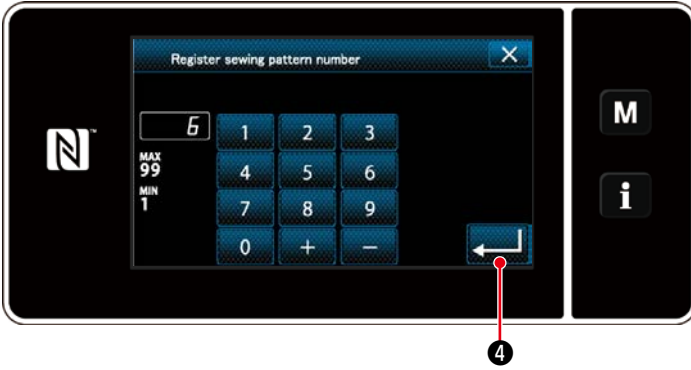 Register sewing pattern number X
6
1 2 3
MAX
99
4 5 6
MIN
1
7 8 9
0 + −
M
i
N
™
4